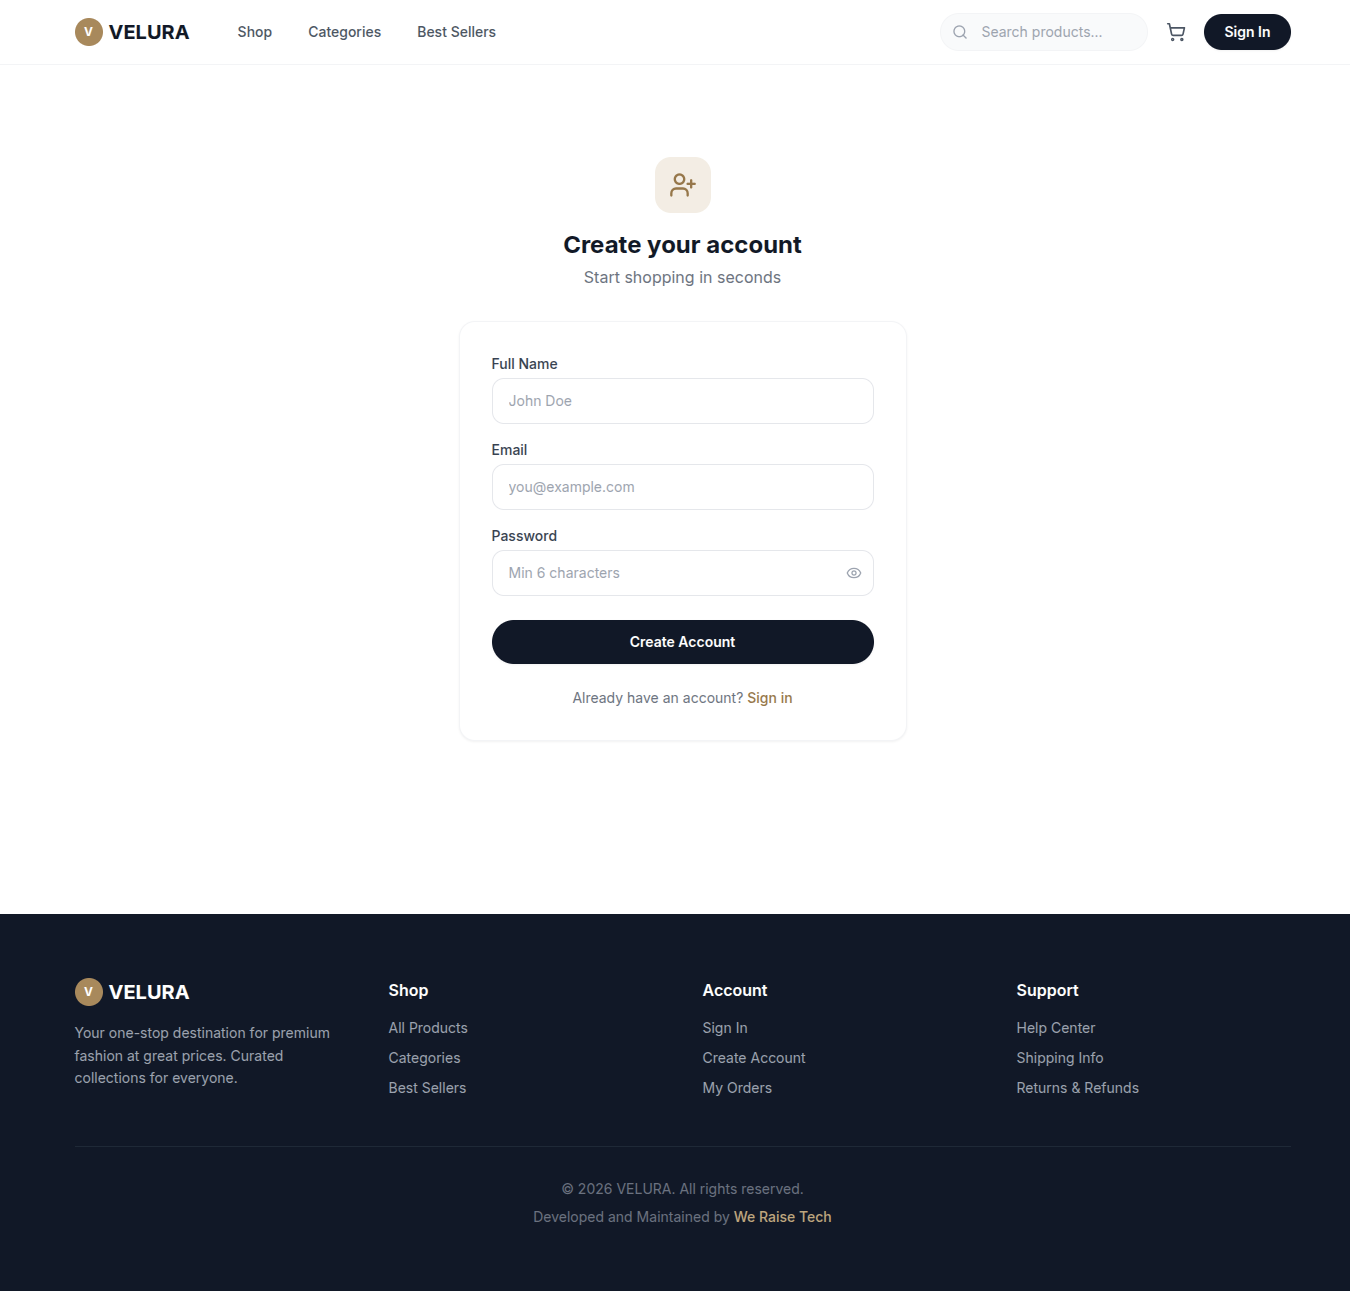 V VELURA
Shop
Categories
Best Sellers
Search products...
Sign In
Create your account
Start shopping in seconds
Full Name
John Doe
Email
you@example.com
Password
Min 6 characters
Create Account
Already have an account? Sign in
V VELURA
Your one-stop destination for premium
fashion at great prices. Curated
collections for everyone.
Shop
All Products
Categories
Best Sellers
Account
Sign In
Create Account
My Orders
Support
Help Center
Shipping Info
Returns & Refunds
© 2026 VELURA. All rights reserved.
Developed and Maintained by We Raise Tech